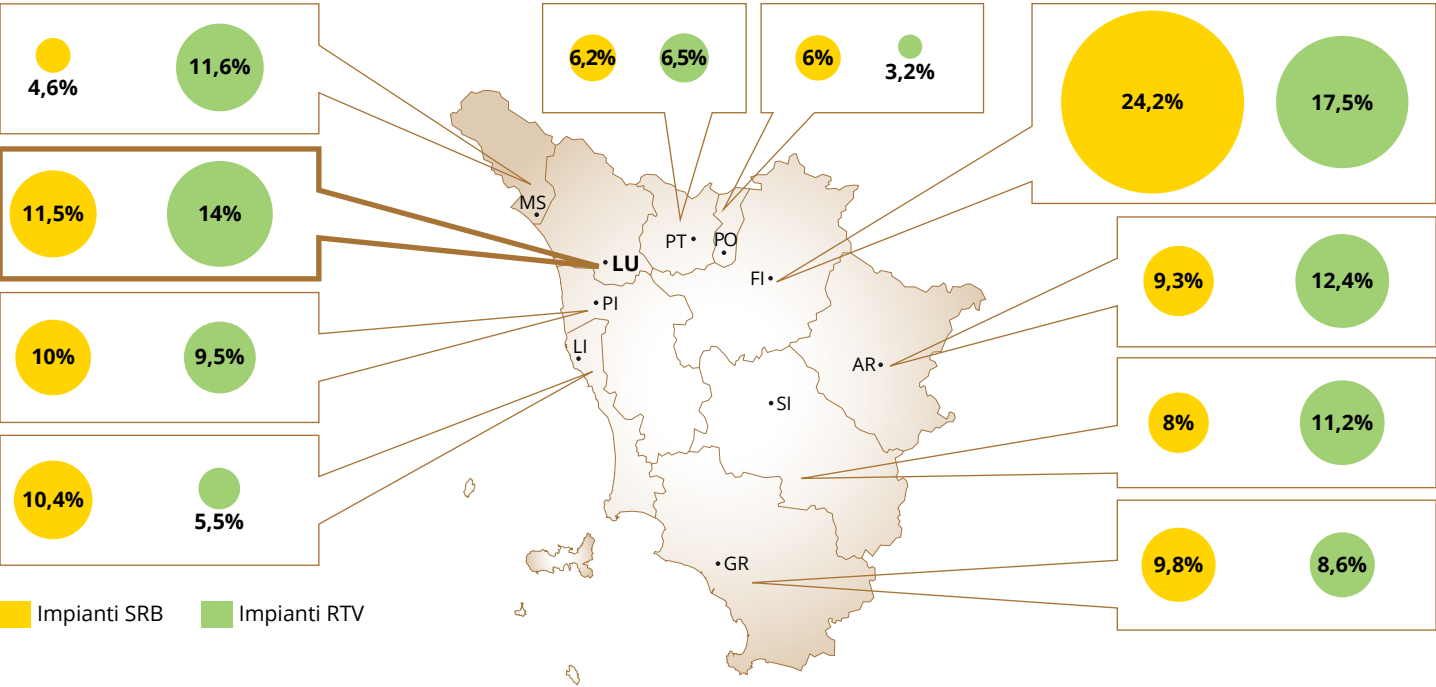 4,6%
11,6%
6,2%
6,5%
6%
3,2%
24,2%
17,5%
11,5%
14%
10%
9,5%
10,4%
5,5%
9,3%
12,4%
8%
11,2%
9,8%
8,6%
MS
LU
PT
PO
FI
PI
LI
AR
SI
GR
Impianti SRB
Impianti RTV